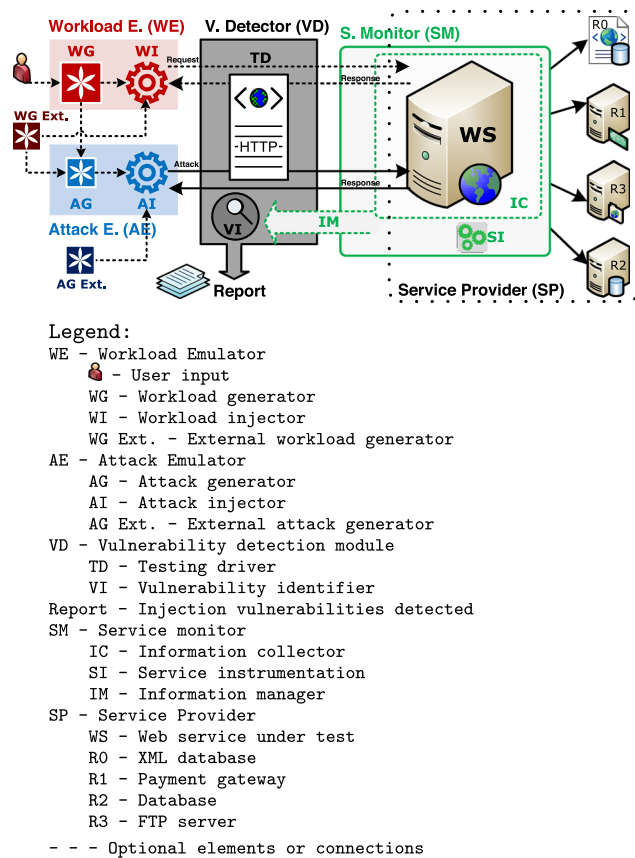 Workload E. (WE)
V. Detector (VD)
S. Monitor (SM)
WG
WI
TD
Request
Response
R0
WG Ext.
-HTTP-
WS
R1
Attack
Response
AG
AI
IC
R3
Attack E. (AE)
VI
IM
SI
R2
AG Ext.
Report
Service Provider (SP)
Legend:
WE - Workload Emulator
- User input
WG - Workload generator
WI - Workload injector
WG Ext. - External workload generator
AE - Attack Emulator
AG - Attack generator
AI - Attack injector
AG Ext. - External attack generator
VD - Vulnerability detection module
TD - Testing driver
VI - Vulnerability identifier
Report - Injection vulnerabilities detected
SM - Service monitor
IC - Information collector
SI - Service instrumentation
IM - Information manager
SP - Service Provider
WS - Web service under test
R0 - XML database
R1 - Payment gateway
R2 - Database
R3 - FTP server
- - - Optional elements or connections